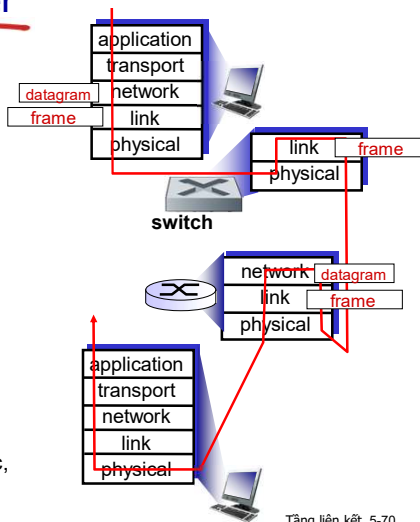 application
transport
datagram network
frame link
physical
link frame
physical
switch
network datagram
link frame
physical
application
transport
network
link
physical
Tầng liên kết 5-70